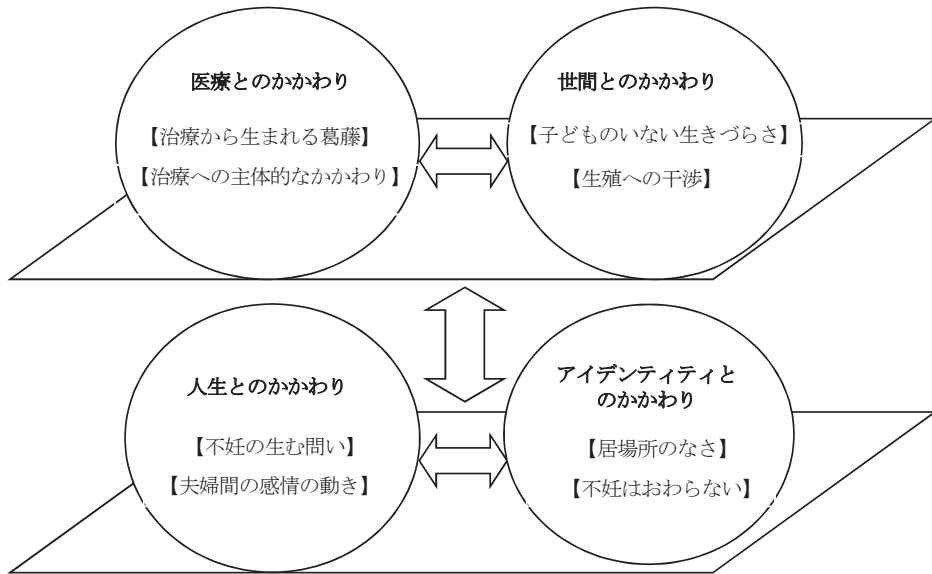 医療とのかかわり
【治療から生まれる葛藤】
【治療への主体的なかかわり】
世間とのかかわり
【子どものいない生きづらさ】
【生殖への干渉】
人生とのかかわり
【不妊の生む問い】
【夫婦間の感情の動き】
アイデンティティと
のかかわり
【居場所のなさ】
【不妊はおわらない】